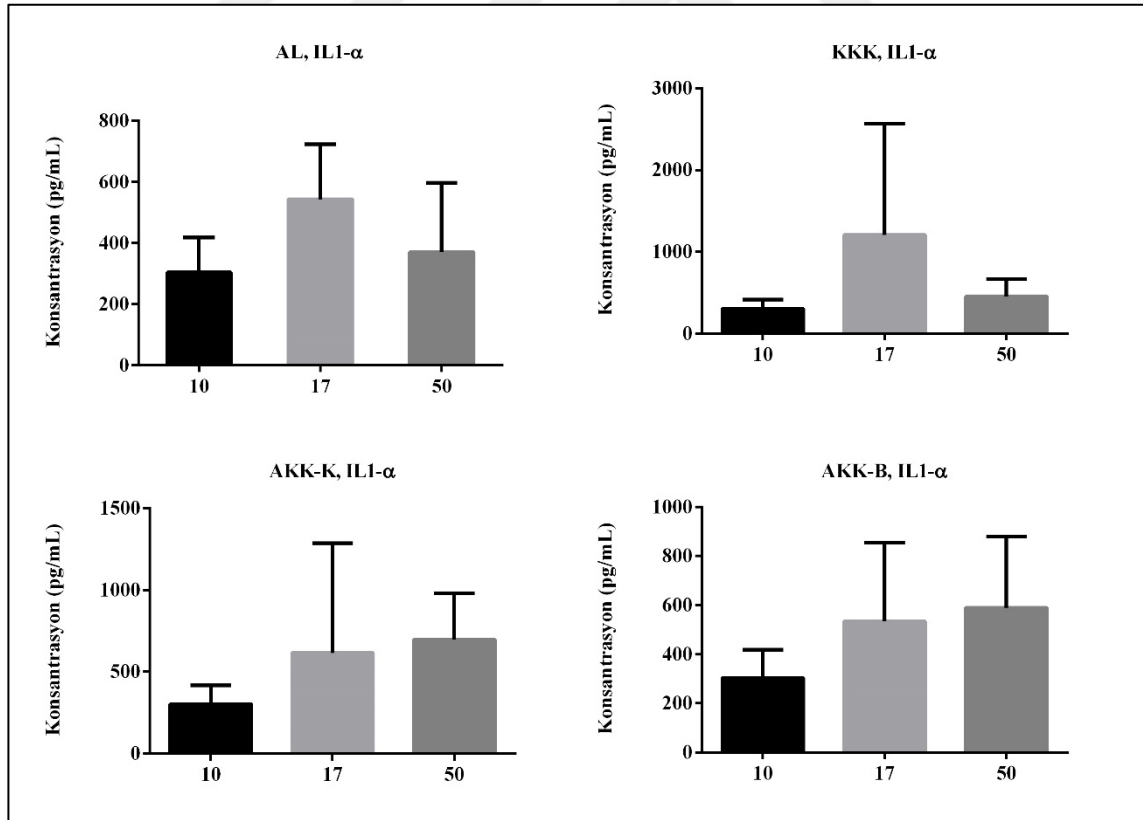 AL, IL1-α
Konsantrasyon (pg/mL)
800
600
400
200
0
10 17 50
KKK, IL1-α
Konsantrasyon (pg/mL)
3000
2000
1000
0
10 17 50
AKK-K, IL1-α
Konsantrasyon (pg/mL)
1500
1000
500
0
10 17 50
AKK-B, IL1-α
Konsantrasyon (pg/mL)
1000
800
600
400
200
0
10 17 50